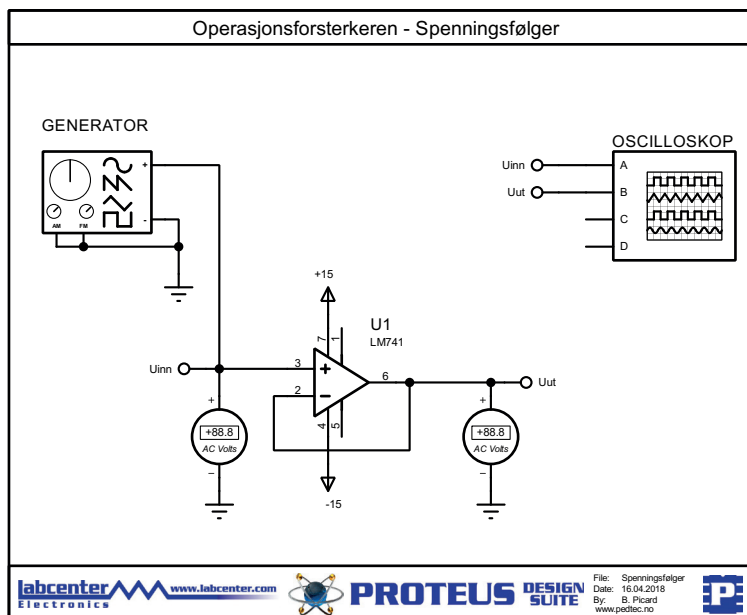 Operasjonsforsterkeren - Spenningsfølger
GENERATOR
+
-
AM FM
OSCILLOSKOP
Uinn
A
Uut
B
C
D
+15
U1
LM741
7
1
Uinn
3
6
2
Uut
4
5
+
+88.8
AC Volts
-15
+
+88.8
AC Volts
labcenter www.labcenter.com
Electronics
PROTEUS DESIGN SUITE
File: Spenningsfølger
Date: 16.04.2018
By: B. Picard
www.pedtec.no